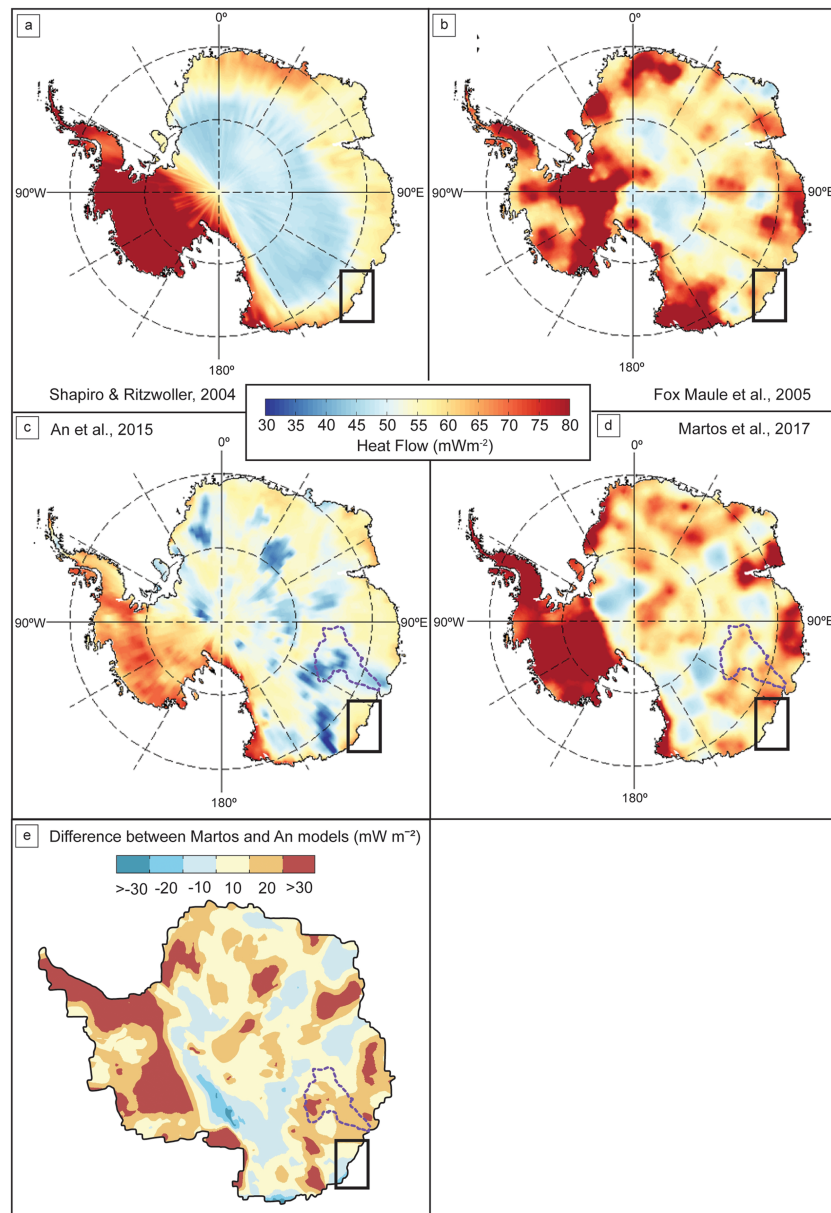 a
0º
90ºW
90ºE
180º
Shapiro & Ritzwoller, 2004
b
0º
90ºW
90ºE
180º
Fox Maule et al., 2005
30 35 40 45 50 55 60 65 70 75 80
Heat Flow (mWm-²)
c
An et al., 2015
0º
90ºW
90ºE
180º
d
Martos et al., 2017
0º
90ºW
90ºE
180º
e
Difference between Martos and An models (mW m⁻²)
>-30 -20 -10 10 20 >30